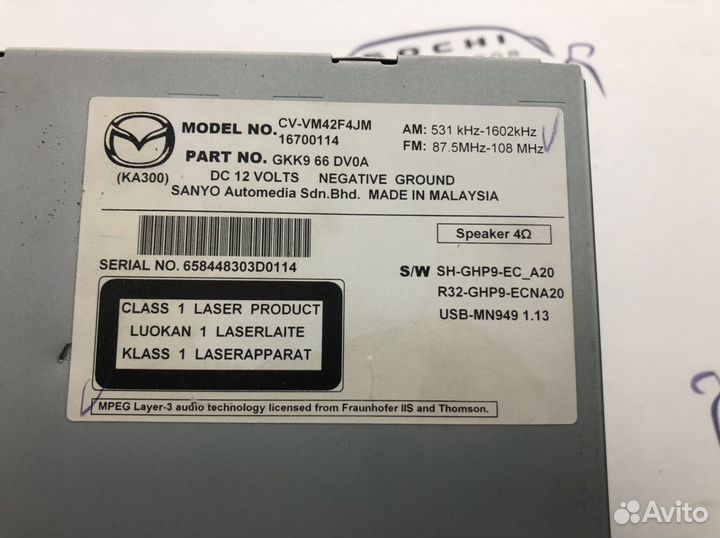 SOCHI
MODEL NO. CV-VM42F4JM
16700114
AM: 531 kHz-1602kHz
FM: 87.5MHz-108 MHz
PART NO. GKK9 66 DV0A
(KA300)
DC 12 VOLTS NEGATIVE GROUND
SANYO Automedia Sdn.Bhd. MADE IN MALAYSIA
Speaker 4Ω
SERIAL NO. 658448303D0114
S/W SH-GHP9-EC_A20
R32-GHP9-ECNA20
USB-MN949 1.13
CLASS 1 LASER PRODUCT
LUOKAN 1 LASERLAITE
KLASS 1 LASERAPPARAT
MPEG Layer-3 audio technology licensed from Fraunhofer IIS and Thomson.
Avito